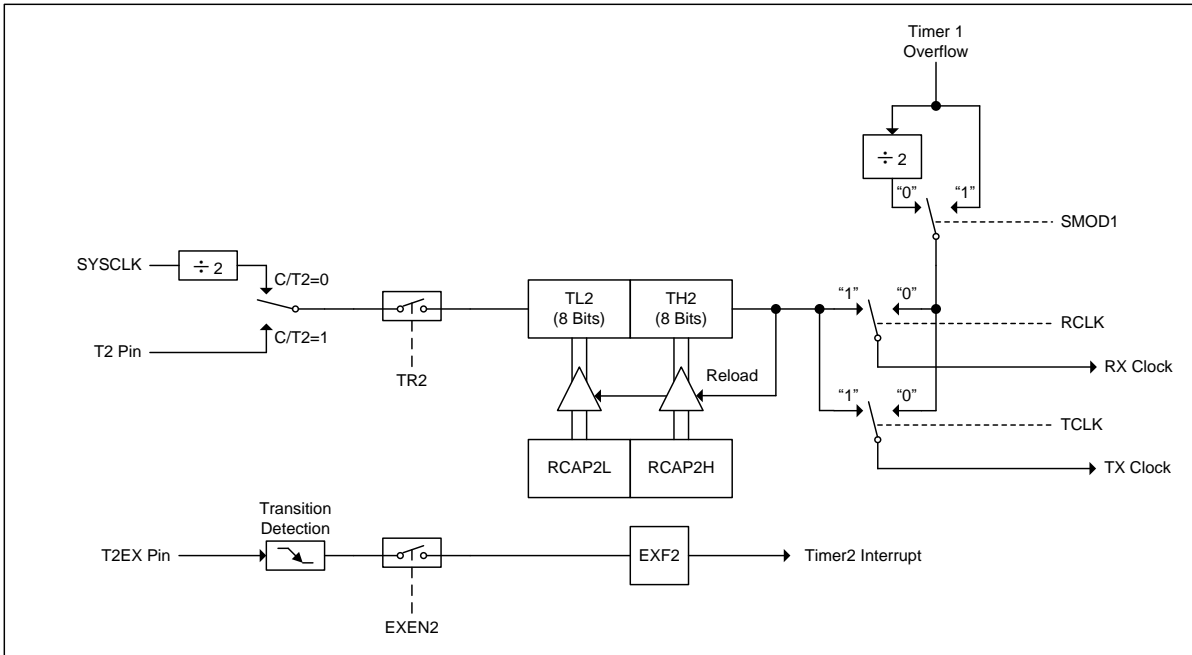 Timer 1
Overflow
÷ 2
“0”
“1”
SMOD1
SYSCLK
÷ 2
C/T2=0
C/T2=1
T2 Pin
TR2
TL2
(8 Bits)
TH2
(8 Bits)
“1”
“0”
RCLK
RX Clock
Reload
“1”
“0”
TCLK
TX Clock
RCAP2L
RCAP2H
Transition
Detection
T2EX Pin
EXEN2
EXF2
Timer2 Interrupt